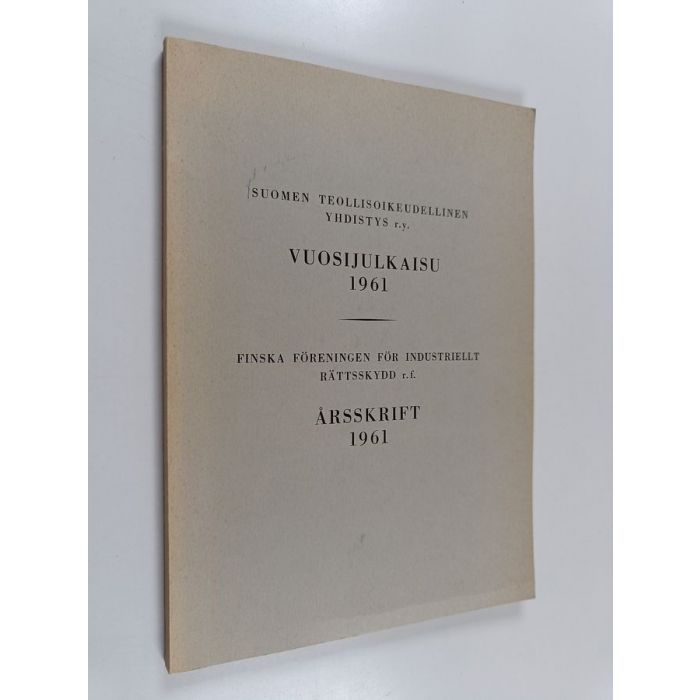 SUOMEN TEOLLISOIKEUDELLINEN
YHDISTYS r.y.
VUOSIJULKAISU
1961
FINSKA FÖRENINGEN FÖR INDUSTRIELLT
RÄTTSSKYDD r.f.
ÅRSSKRIFT
1961